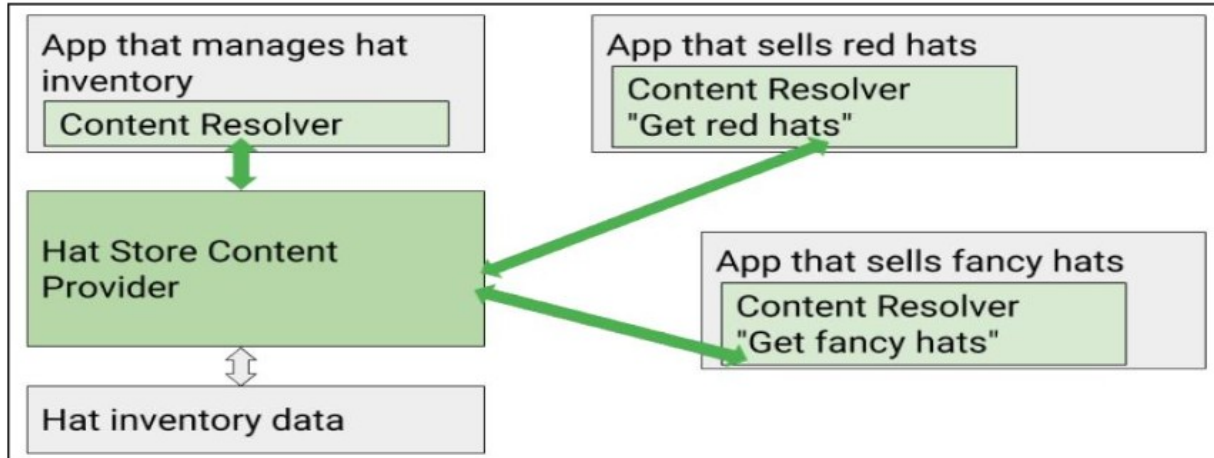 App that manages hat
inventory
Content Resolver
App that sells red hats
Content Resolver
"Get red hats"
Hat Store Content
Provider
App that sells fancy hats
Content Resolver
"Get fancy hats"
Hat inventory data